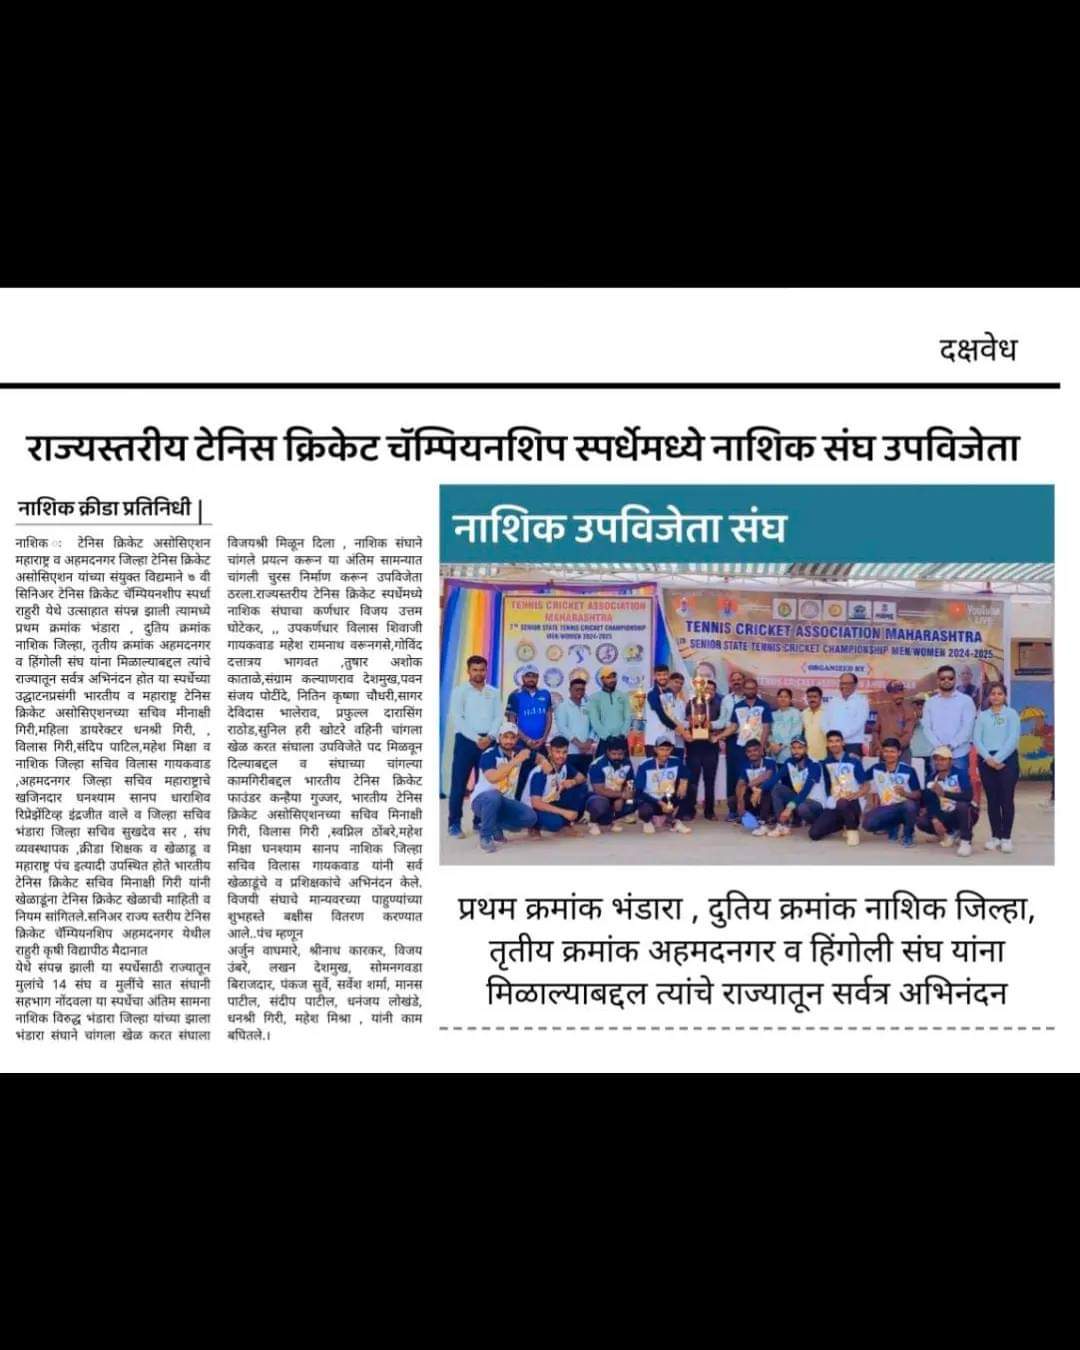 दक्षवेध
राज्यस्तरीय टेनिस क्रिकेट चॅम्पियनशिप स्पर्धेमध्ये नाशिक संघ उपविजेता
नाशिक क्रीडा प्रतिनिधी |
नाशिक ः टेनिस क्रिकेट असोसिएशन
महाराष्ट्र व अहमदनगर जिल्हा टेनिस क्रिकेट
असोसिएशन यांच्या संयुक्त विद्यमाने ७ वी
सिनिअर टेनिस क्रिकेट चॅम्पियनशीप स्पर्धा
राहुरी येथे उत्साहात संपन्न झाली त्यामध्ये
प्रथम क्रमांक भंडारा , दुतिय क्रमांक
नाशिक जिल्हा, तृतीय क्रमांक अहमदनगर
व हिंगोली संघ यांना मिळाल्याबद्दल त्यांचे
राज्यातून सर्वत्र अभिनंदन होत या स्पर्धेच्या
उद्घाटनप्रसंगी भारतीय व महाराष्ट्र टेनिस
क्रिकेट असोसिएशनच्या सचिव मीनाक्षी
गिरी,महिला डायरेक्टर धनश्री गिरी, ,
विलास गिरी,संदिप पाटिल,महेश मिक्षा व
नाशिक जिल्हा सचिव विलास गायकवाड
,अहमदनगर जिल्हा सचिव महाराष्ट्राचे
खजिनदार घनश्याम सानप धाराशिव
रिप्रेझेंटिव्ह इंद्रजीत वाले व जिल्हा सचिव
भंडारा जिल्हा सचिव सुखदेव सर , संघ
व्यवस्थापक ,क्रीडा शिक्षक व खेळाडू व
महाराष्ट्र पंच इत्यादी उपस्थित होते भारतीय
टेनिस क्रिकेट सचिव मिनाक्षी गिरी यांनी
खेळाडूंना टेनिस क्रिकेट खेळाची माहिती व
नियम सांगितले.सनिअर राज्य स्तरीय टेनिस
क्रिकेट चॅम्पियनशिप अहमदनगर येथील
राहुरी कृषी विद्यापीठ मैदानात
येथे संपन्न झाली या स्पर्धेसाठी राज्यातून
मुलांचे 14 संघ व मुलींचे सात संघानी
सहभाग नोंदवला या स्पर्धेचा अंतिम सामना
नाशिक विरुद्ध भंडारा जिल्हा यांच्या झाला
भंडारा संघाने चांगला खेळ करत संघाला
विजयश्री मिळून दिला , नाशिक संघाने
चांगले प्रयत्न करून या अंतिम सामन्यात
चांगली चुरस निर्माण करून उपविजेता
ठरला.राज्यस्तरीय टेनिस क्रिकेट स्पर्धेमध्ये
नाशिक संघाचा कर्णधार विजय उत्तम
घोटेकर, ,, उपकर्णधार विलास शिवाजी
गायकवाड महेश रामनाथ वरूनगसे,गोविंद
दत्तात्रय भागवत ,तुषार अशोक
काताळे,संग्राम कल्याणराव देशमुख,पवन
संजय पोटींदे, नितिन कृष्णा चौधरी,सागर
देविदास भालेराव, प्रफुल्ल दारासिंग
राठोड,सुनिल हरी खोटरे वहिनी चांगला
खेळ करत संघाला उपविजेते पद मिळवून
दिल्याबद्दल व संघाच्या चांगल्या
कामगिरीबद्दल भारतीय टेनिस क्रिकेट
फाउंडर कन्हैया गुज्जर, भारतीय टेनिस
क्रिकेट असोसिएशनच्या सचिव मिनाक्षी
गिरी, विलास गिरी ,स्वप्निल ठोंबरे,महेश
मिक्षा घनश्याम सानप नाशिक जिल्हा
सचिव विलास गायकवाड यांनी सर्व
खेळाडूंचे व प्रशिक्षकांचे अभिनंदन केले.
विजयी संघाचे मान्यवरच्या पाहुण्यांच्या
शुभहस्ते बक्षीस वितरण करण्यात
आले..पंच म्हणून
अर्जुन वाघमारे, श्रीनाथ कारकर, विजय
उंबरे, लखन देशमुख, सोमनगवडा
बिराजदार, पंकज सुर्वे, सर्वेश शर्मा, मानस
पाटील, संदीप पाटील, धनंजय लोखंडे,
धनश्री गिरी, महेश मिश्रा , यांनी काम
बघितले.।
नाशिक उपविजेता संघ
TENNIS CRICKET ASSOCIATION
MAHARASHTRA
7TH SENIOR STATE TENNIS CRICKET CHAMPIONSHIP
MEN/WOMEN 2024-2025
YouTube
LIVE
TENNIS CRICKET ASSOCIATION MAHARASHTRA
SENIOR STATE TENNIS CRICKET CHAMPIONSHIP MEN/WOMEN 2024-2025
ORGANIZED BY
प्रथम क्रमांक भंडारा , दुतिय क्रमांक नाशिक जिल्हा,
तृतीय क्रमांक अहमदनगर व हिंगोली संघ यांना
मिळाल्याबद्दल त्यांचे राज्यातून सर्वत्र अभिनंदन